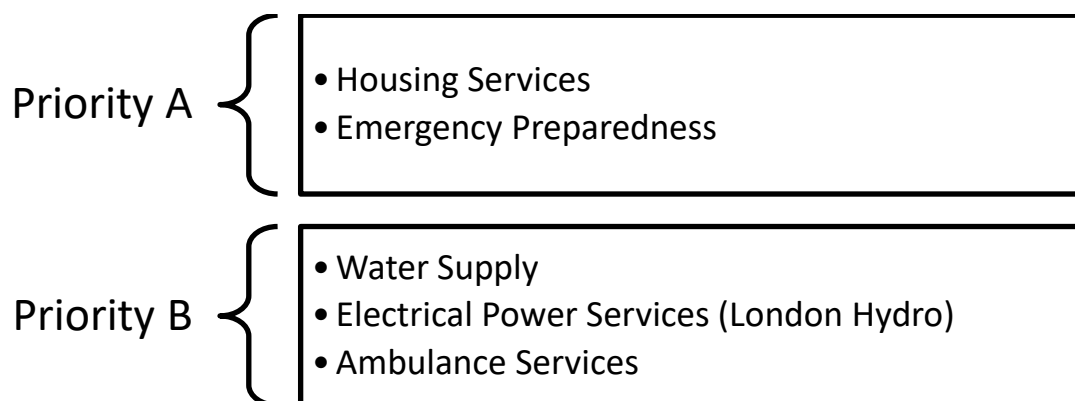 Priority A
• Housing Services
• Emergency Preparedness
Priority B
• Water Supply
• Electrical Power Services (London Hydro)
• Ambulance Services